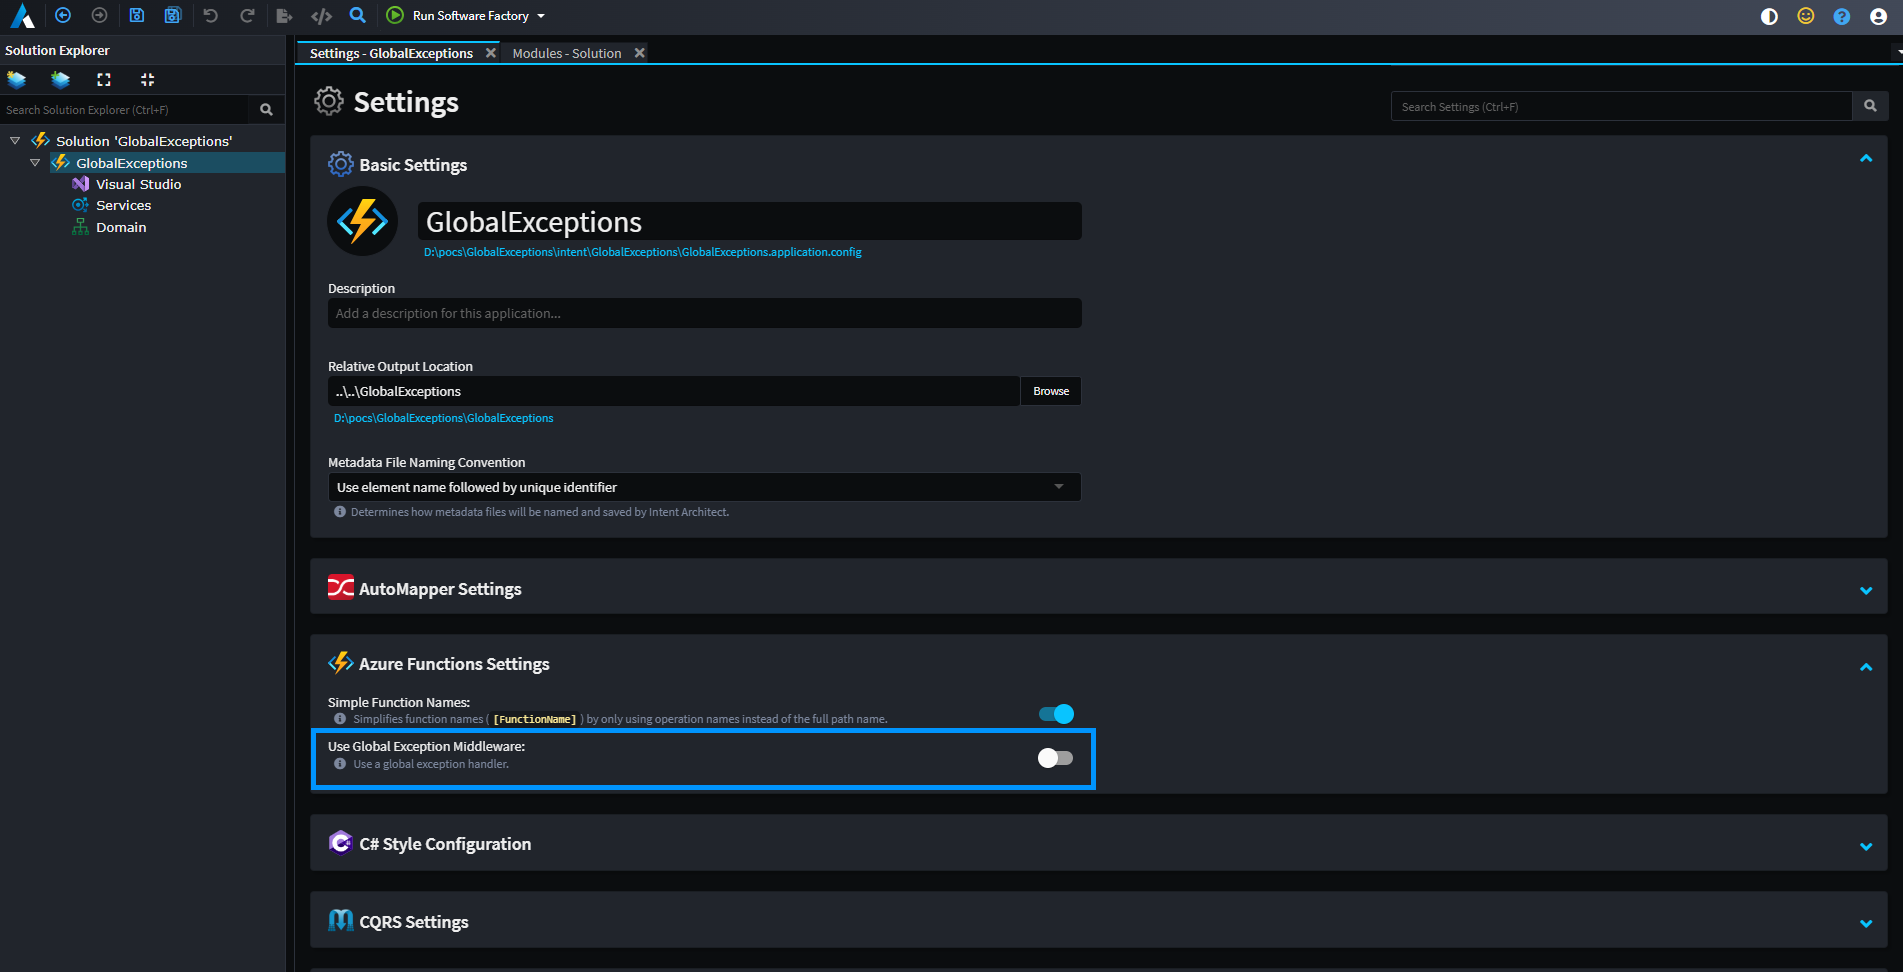 Run Software Factory
Solution Explorer
Search Solution Explorer (Ctrl+F)
Solution 'GlobalExceptions'
GlobalExceptions
Visual Studio
Services
Domain
Settings - GlobalExceptions
Modules - Solution
Settings
Search Settings (Ctrl+F)
Basic Settings
GlobalExceptions
D:\pocs\GlobalExceptions\intent\GlobalExceptions\GlobalExceptions.application.config
Description
Add a description for this application...
Relative Output Location
..\..\GlobalExceptions
Browse
D:\pocs\GlobalExceptions\GlobalExceptions
Metadata File Naming Convention
Use element name followed by unique identifier
Determines how metadata files will be named and saved by Intent Architect.
AutoMapper Settings
Azure Functions Settings
Simple Function Names:
Simplifies function names ( [FunctionName] ) by only using operation names instead of the full path name.
Use Global Exception Middleware:
Use a global exception handler.
C# Style Configuration
CQRS Settings